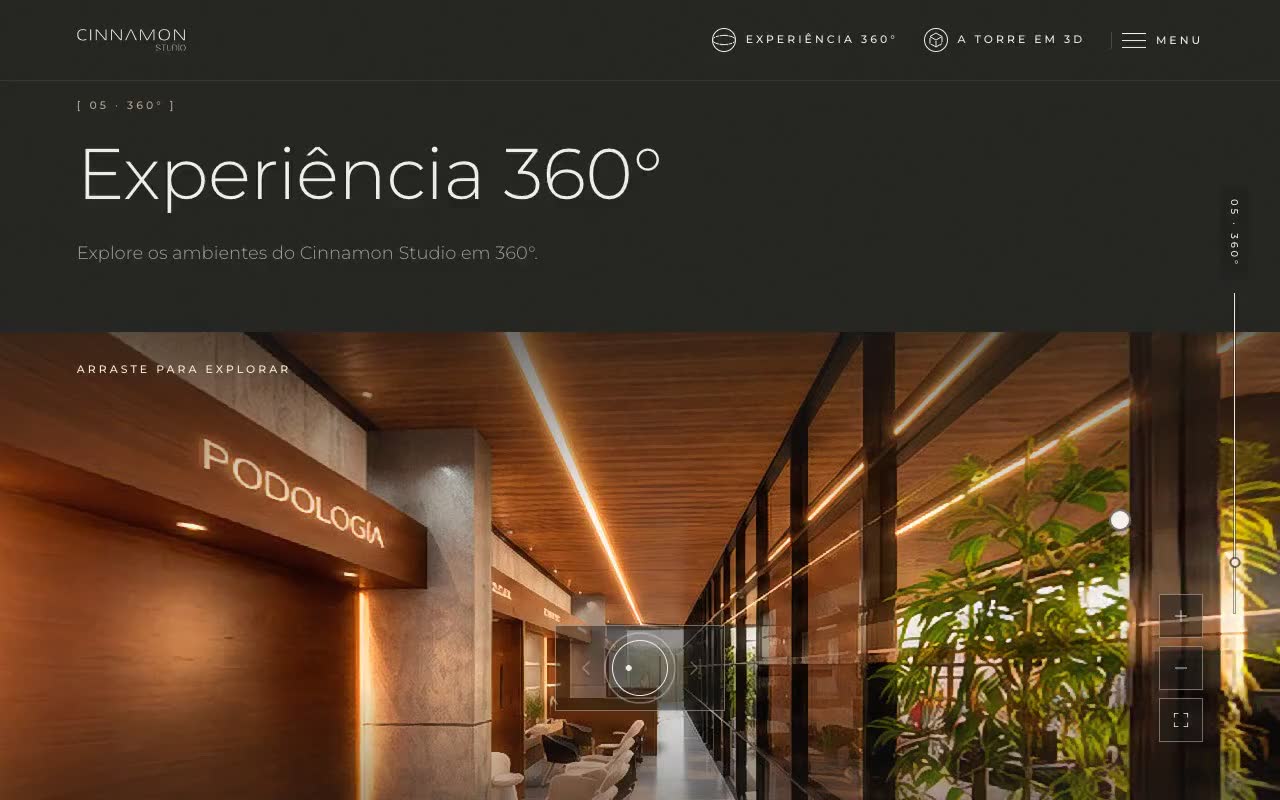 CINNAMON
STUDIO
EXPERIÊNCIA 360°
A TORRE EM 3D
MENU
[ 05 · 360° ]
Experiência 360°
Explore os ambientes do Cinnamon Studio em 360°.
05 · 360°
ARRASTE PARA EXPLORAR
PODOLOGIA